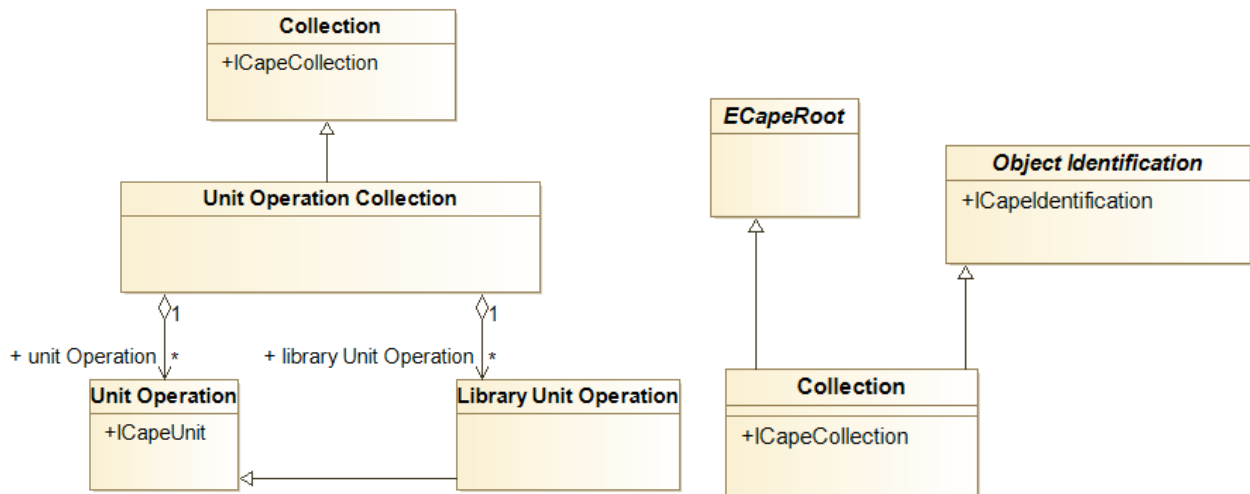 Collection
+ICapeCollection
Unit Operation Collection
1
1
+ unit Operation
*
+ library Unit Operation
*
Unit Operation
+ICapeUnit
Library Unit Operation
ECapeRoot
Object Identification
+ICapeIdentification
Collection
+ICapeCollection